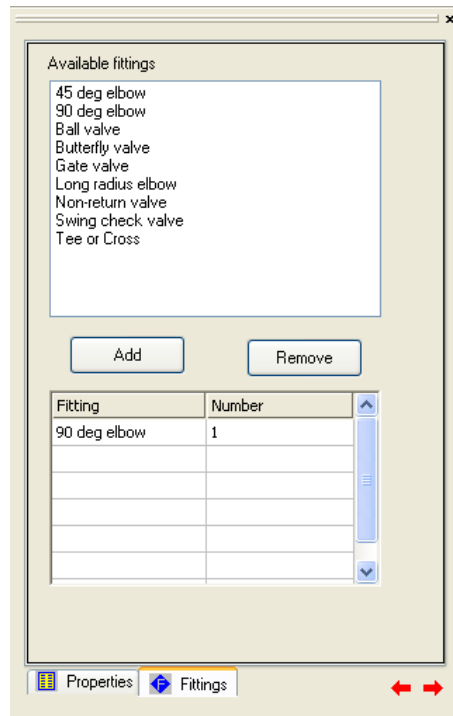 Available fittings
45 deg elbow
90 deg elbow
Ball valve
Butterfly valve
Gate valve
Long radius elbow
Non-return valve
Swing check valve
Tee or Cross
Add Remove
Fitting Number
90 deg elbow 1
Properties F Fittings